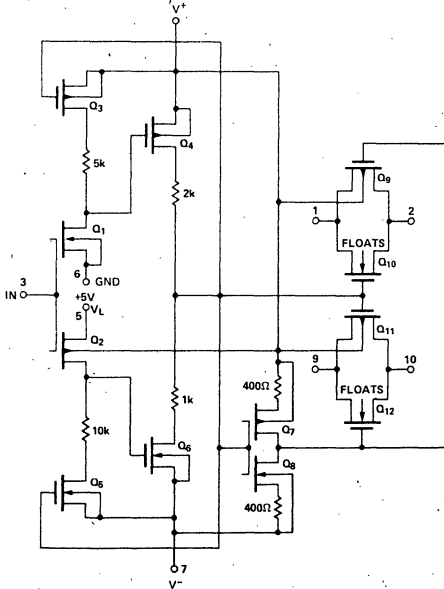 V+
Q3
Q4
5k
2k
Q9
1
2
Q1
FLOATS
Q10
6
GND
3
IN
+5V
5
VL
Q2
Q11
9
10
400Ω
FLOATS
1k
Q12
Q7
10k
Q6
Q8
Q5
400Ω
7
V-